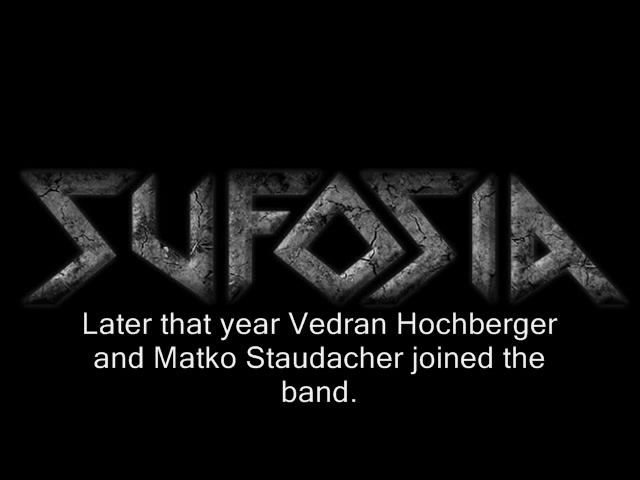 SUFOSIA
Later that year Vedran Hochberger
and Matko Staudacher joined the
band.